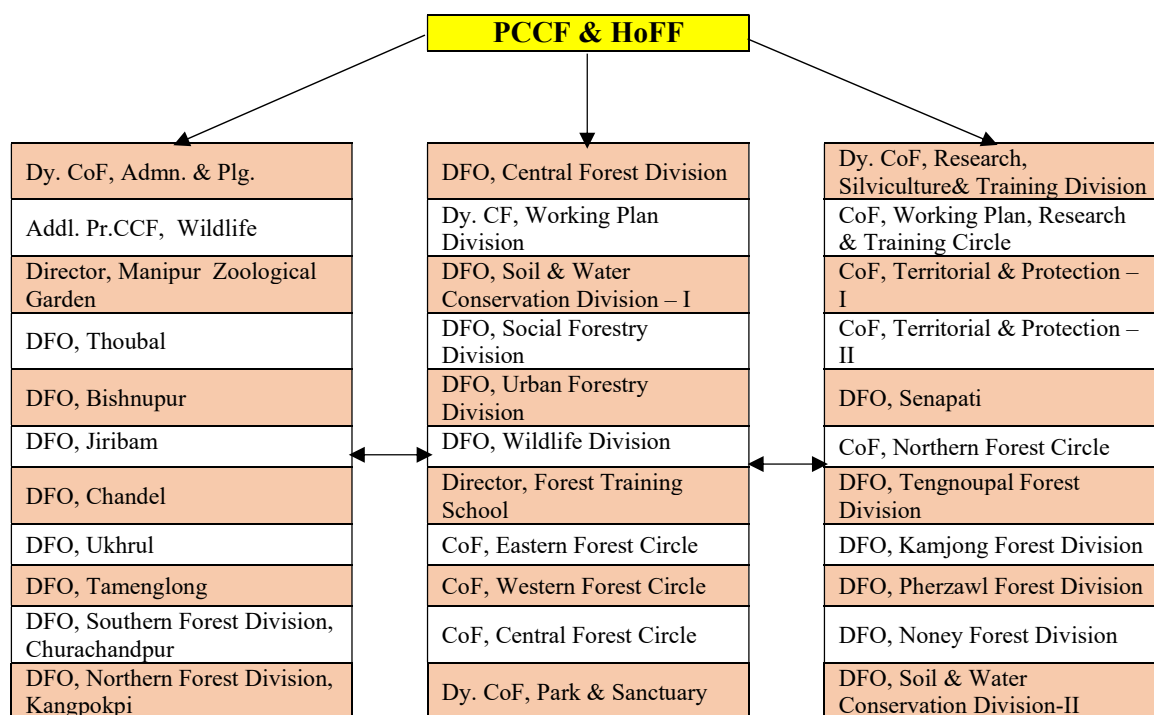 PCCF & HoFF
Dy. CoF, Admn. & Plg.
Addl. Pr.CCF, Wildlife
Director, Manipur Zoological
Garden
DFO, Thoubal
DFO, Bishnupur
DFO, Jiribam
DFO, Chandel
DFO, Ukhrul
DFO, Tamenglong
DFO, Southern Forest Division,
Churachandpur
DFO, Northern Forest Division,
Kangpokpi
DFO, Central Forest Division
Dy. CF, Working Plan
Division
DFO, Soil & Water
Conservation Division – I
DFO, Social Forestry
Division
DFO, Urban Forestry
Division
DFO, Wildlife Division
Director, Forest Training
School
CoF, Eastern Forest Circle
CoF, Western Forest Circle
CoF, Central Forest Circle
Dy. CoF, Park & Sanctuary
Dy. CoF, Research,
Silviculture& Training Division
CoF, Working Plan, Research
& Training Circle
CoF, Territorial & Protection –
I
CoF, Territorial & Protection –
II
DFO, Senapati
CoF, Northern Forest Circle
DFO, Tengnoupal Forest
Division
DFO, Kamjong Forest Division
DFO, Pherzawl Forest Division
DFO, Noney Forest Division
DFO, Soil & Water
Conservation Division-II